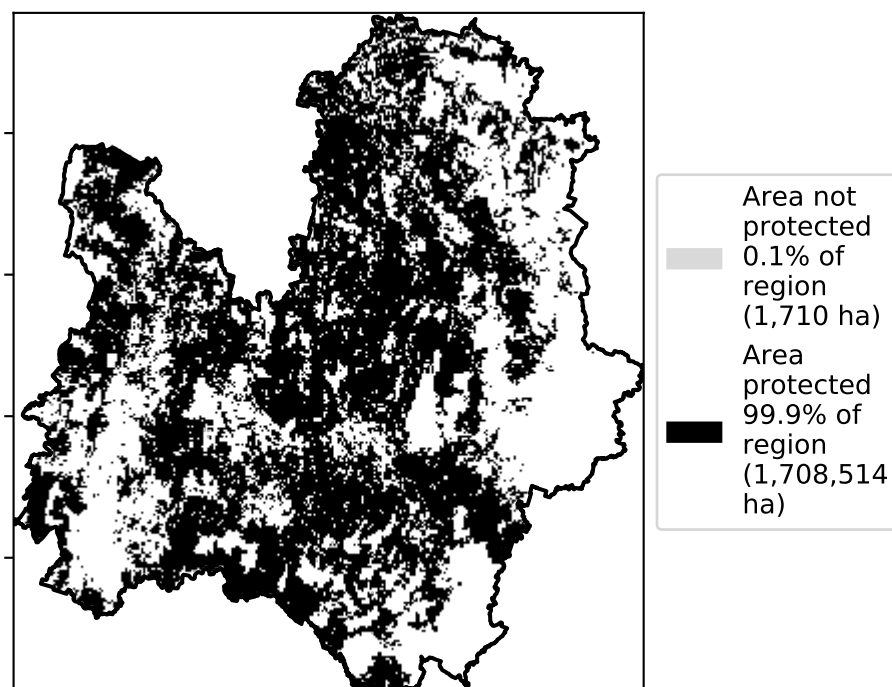 Area not
protected
0.1% of
region
(1,710 ha)
Area
protected
99.9% of
region
(1,708,514
ha)